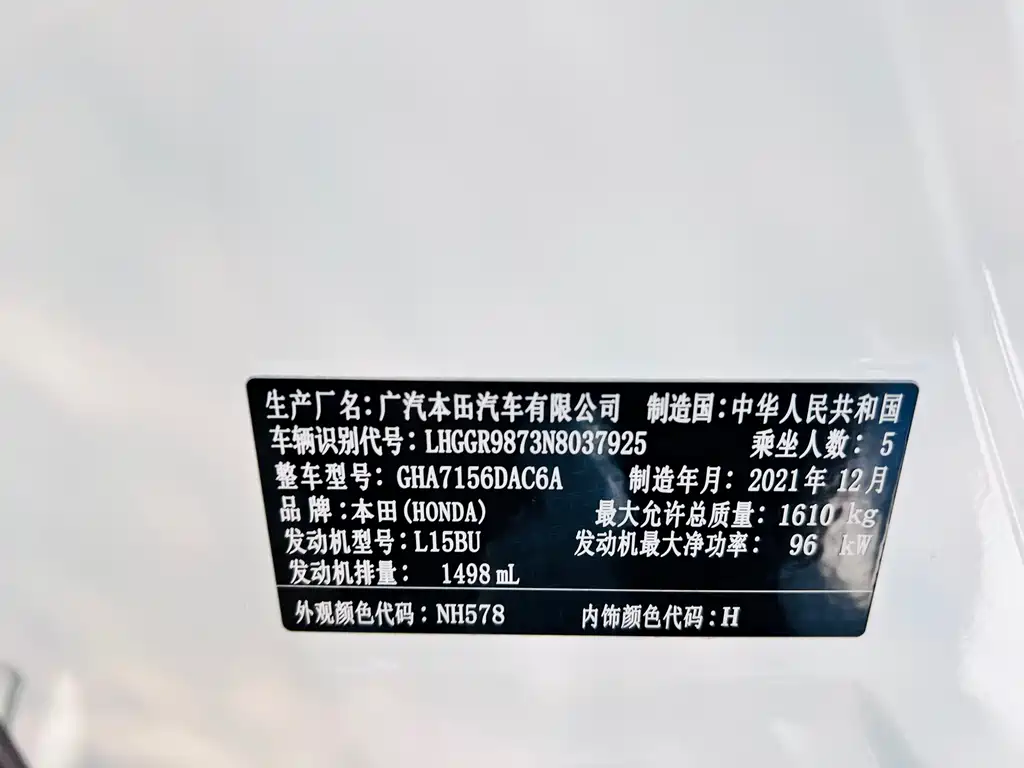 生产厂名:广汽本田汽车有限公司 制造国:中华人民共和国
车辆识别代号:LHGGR9873N8037925 乘坐人数:5
整车型号:GHA7156DAC6A 制造年月:2021年12月
品牌:本田(HONDA) 最大允许总质量:1610 kg
发动机型号:L15BU 发动机最大净功率: 96 kW
发动机排量: 1498 mL
外观颜色代码:NH578 内饰颜色代码:H